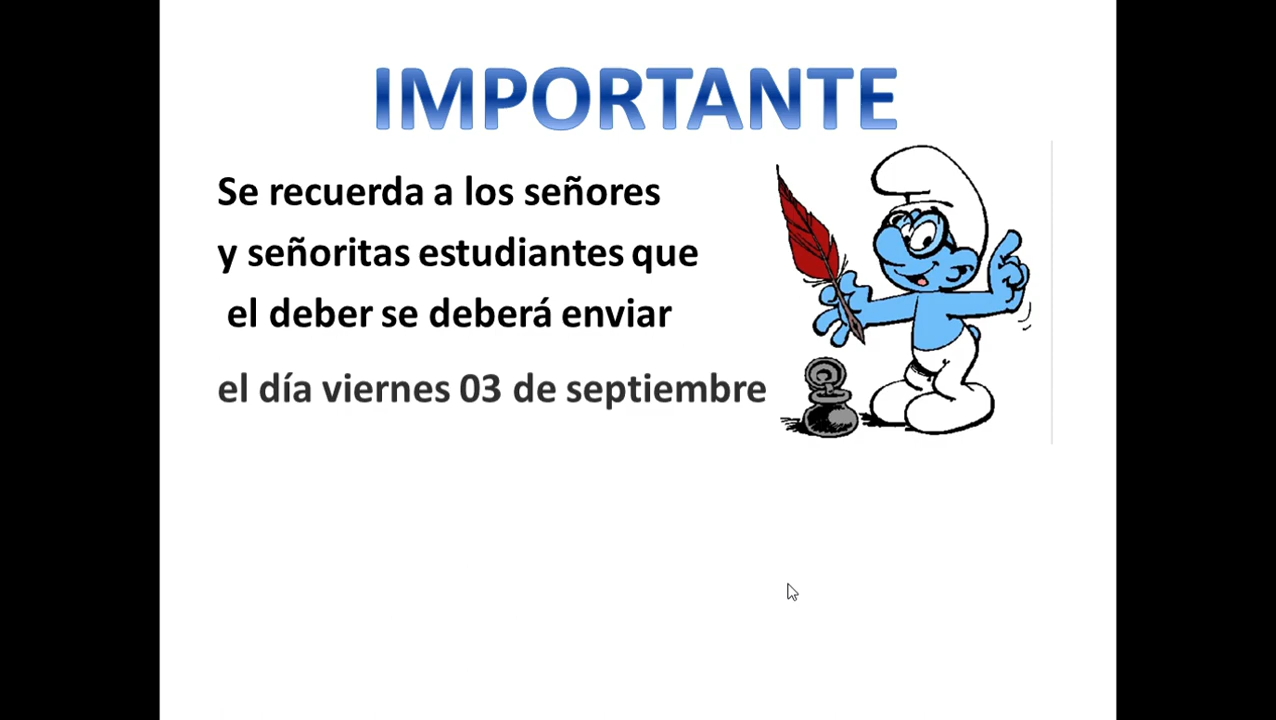 IMPORTANTE
Se recuerda a los señores
y señoritas estudiantes que
el deber se deberá enviar
el día viernes 03 de septiembre